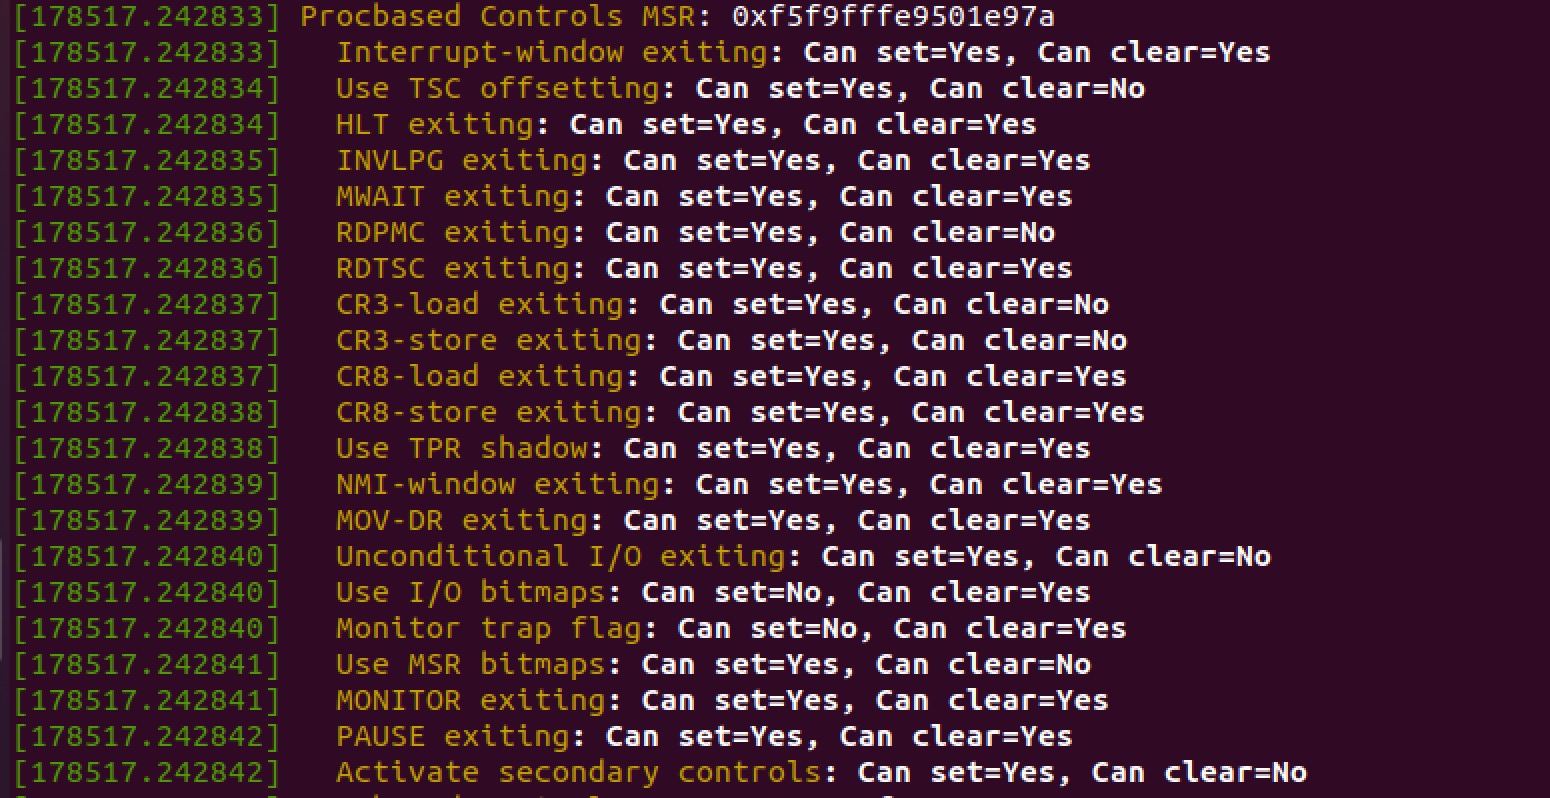 [178517.242833] Procbased Controls MSR: 0xf5f9fffe9501e97a
[178517.242833]   Interrupt-window exiting: Can set=Yes, Can clear=Yes
[178517.242834]   Use TSC offsetting: Can set=Yes, Can clear=No
[178517.242834]   HLT exiting: Can set=Yes, Can clear=Yes
[178517.242835]   INVLPG exiting: Can set=Yes, Can clear=Yes
[178517.242835]   MWAIT exiting: Can set=Yes, Can clear=Yes
[178517.242836]   RDPMC exiting: Can set=Yes, Can clear=No
[178517.242836]   RDTSC exiting: Can set=Yes, Can clear=Yes
[178517.242837]   CR3-load exiting: Can set=Yes, Can clear=No
[178517.242837]   CR3-store exiting: Can set=Yes, Can clear=No
[178517.242837]   CR8-load exiting: Can set=Yes, Can clear=Yes
[178517.242838]   CR8-store exiting: Can set=Yes, Can clear=Yes
[178517.242838]   Use TPR shadow: Can set=Yes, Can clear=Yes
[178517.242839]   NMI-window exiting: Can set=Yes, Can clear=Yes
[178517.242839]   MOV-DR exiting: Can set=Yes, Can clear=Yes
[178517.242840]   Unconditional I/O exiting: Can set=Yes, Can clear=No
[178517.242840]   Use I/O bitmaps: Can set=No, Can clear=Yes
[178517.242840]   Monitor trap flag: Can set=No, Can clear=Yes
[178517.242841]   Use MSR bitmaps: Can set=Yes, Can clear=No
[178517.242841]   MONITOR exiting: Can set=Yes, Can clear=Yes
[178517.242842]   PAUSE exiting: Can set=Yes, Can clear=Yes
[178517.242842]   Activate secondary controls: Can set=Yes, Can clear=No